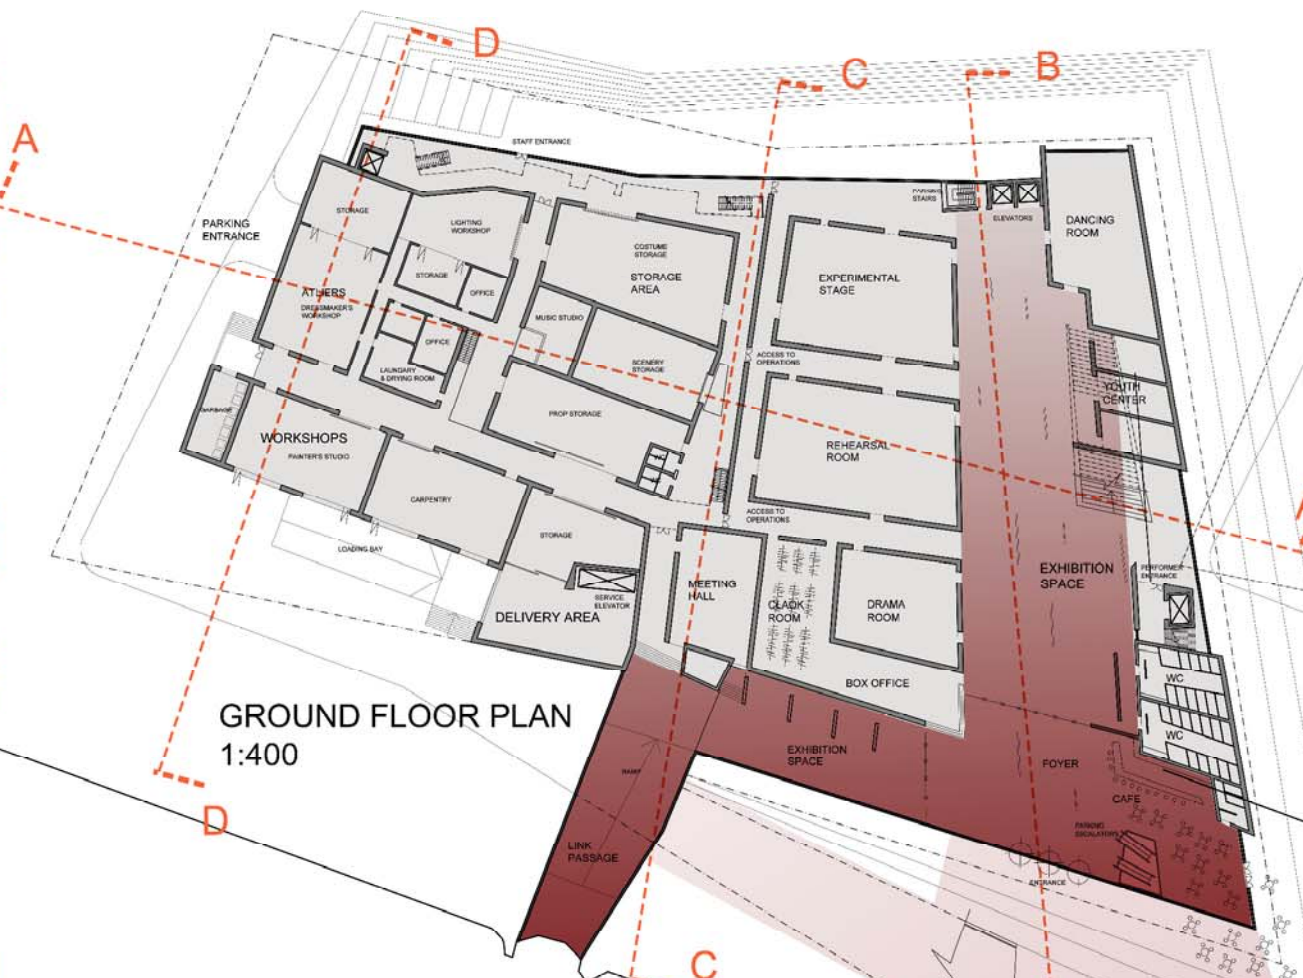 D
C
B
A
STAFF ENTRANCE
PARKING
STAIRS
ELEVATORS
DANCING
ROOM
STORAGE
LIGHTING
WORKSHOP
PARKING
ENTRANCE
COSTUME
STORAGE
STORAGE
AREA
EXPERIMENTAL
STAGE
STORAGE
OFFICE
ATLIERS
DRESSMAKER'S
WORKSHOP
MUSIC STUDIO
OFFICE
SCENERY
STORAGE
ACCESS TO
OPERATIONS
LAUNDARY
& DRYING ROOM
YOUTH
CENTER
GARBAGE
PROP STORAGE
WORKSHOPS
PAINTER'S STUDIO
REHEARSAL
ROOM
CARPENTRY
ACCESS TO
OPERATIONS
STORAGE
LOADING BAY
EXHIBITION
SPACE
PERFORMER
ENTRANCE
MEETING
HALL
SERVICE
ELEVATOR
CLAOK
ROOM
DRAMA
ROOM
DELIVERY AREA
WC
BOX OFFICE
GROUND FLOOR PLAN
1:400
WC
EXHIBITION
SPACE
FOYER
RAMP
CAFE
D
PARKING
ESCALATORS
LINK
PASSAGE
ENTRANCE
C